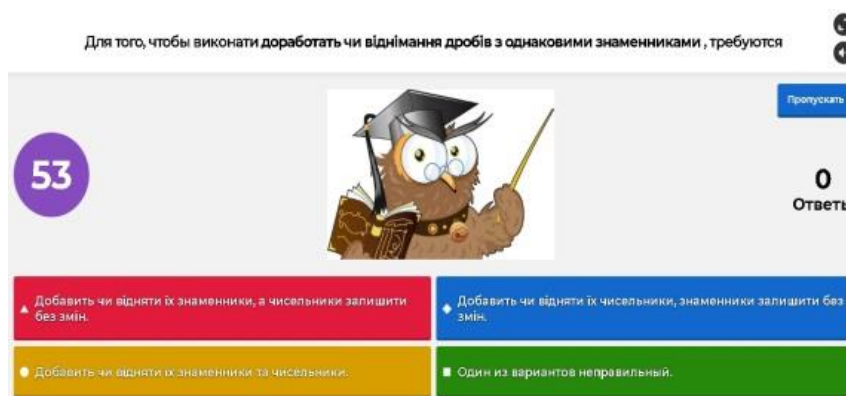 Для того, чтобы виконати доработать чи віднімання дробів з однаковими знаменниками , требуются
Пропускать
53
0
Ответы
Добавить чи відняти їх знаменники, а чисельники залишити
без змін.
Добавить чи відняти їх чисельники, знаменники залишити без
змін.
Добавить чи відняти їх знаменники та чисельники.
Один из вариантов неправильный.